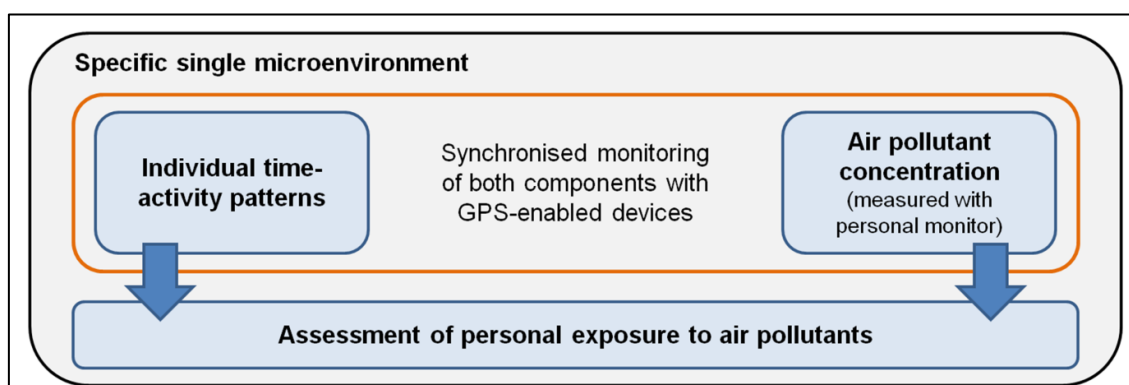 Specific single microenvironment
Individual time-
activity patterns
Synchronised monitoring
of both components with
GPS-enabled devices
Air pollutant
concentration
(measured with
personal monitor)
Assessment of personal exposure to air pollutants